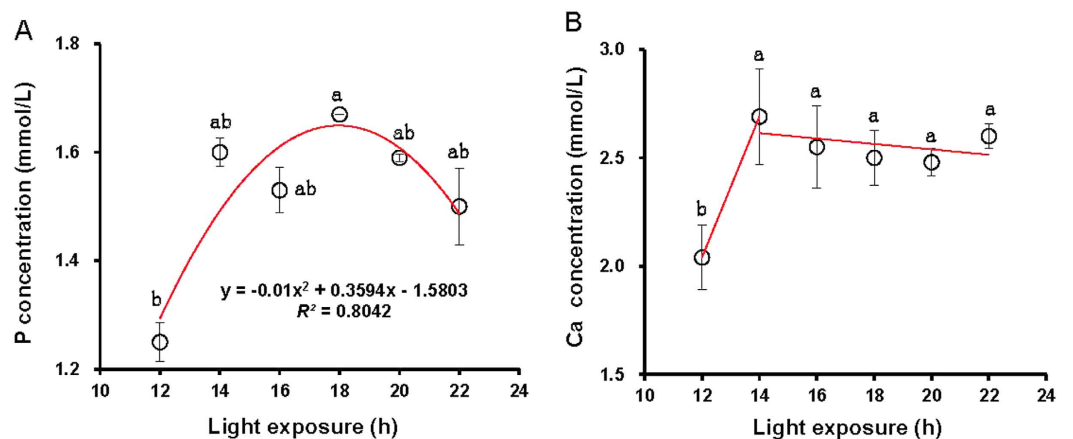 A
P concentration (mmol/L)
1.8
1.6
1.4
1.2
b
ab
ab
a
ab
ab
y = -0.01x² + 0.3594x - 1.5803
R² = 0.8042
10 12 14 16 18 20 22 24
Light exposure (h)
B
Ca concentration (mmol/L)
3.0
2.5
2.0
1.5
b
a
a
a
a
a
10 12 14 16 18 20 22 24
Light exposure (h)